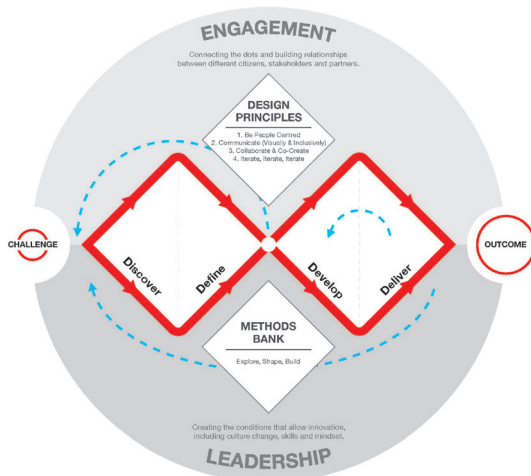 ENGAGEMENT
Connecting the dots and building relationships
between different citizens, stakeholders and partners.
DESIGN
PRINCIPLES
1. Be People Centred
2. Communicate (Visually & Inclusively)
3. Collaborate & Co-Create
4. Iterate, Iterate, Iterate
CHALLENGE
OUTCOME
Discover
Define
Develop
Deliver
METHODS
BANK
Explore, Shape, Build
Creating the conditions that allow innovation,
including culture change, skills and mindset.
LEADERSHIP